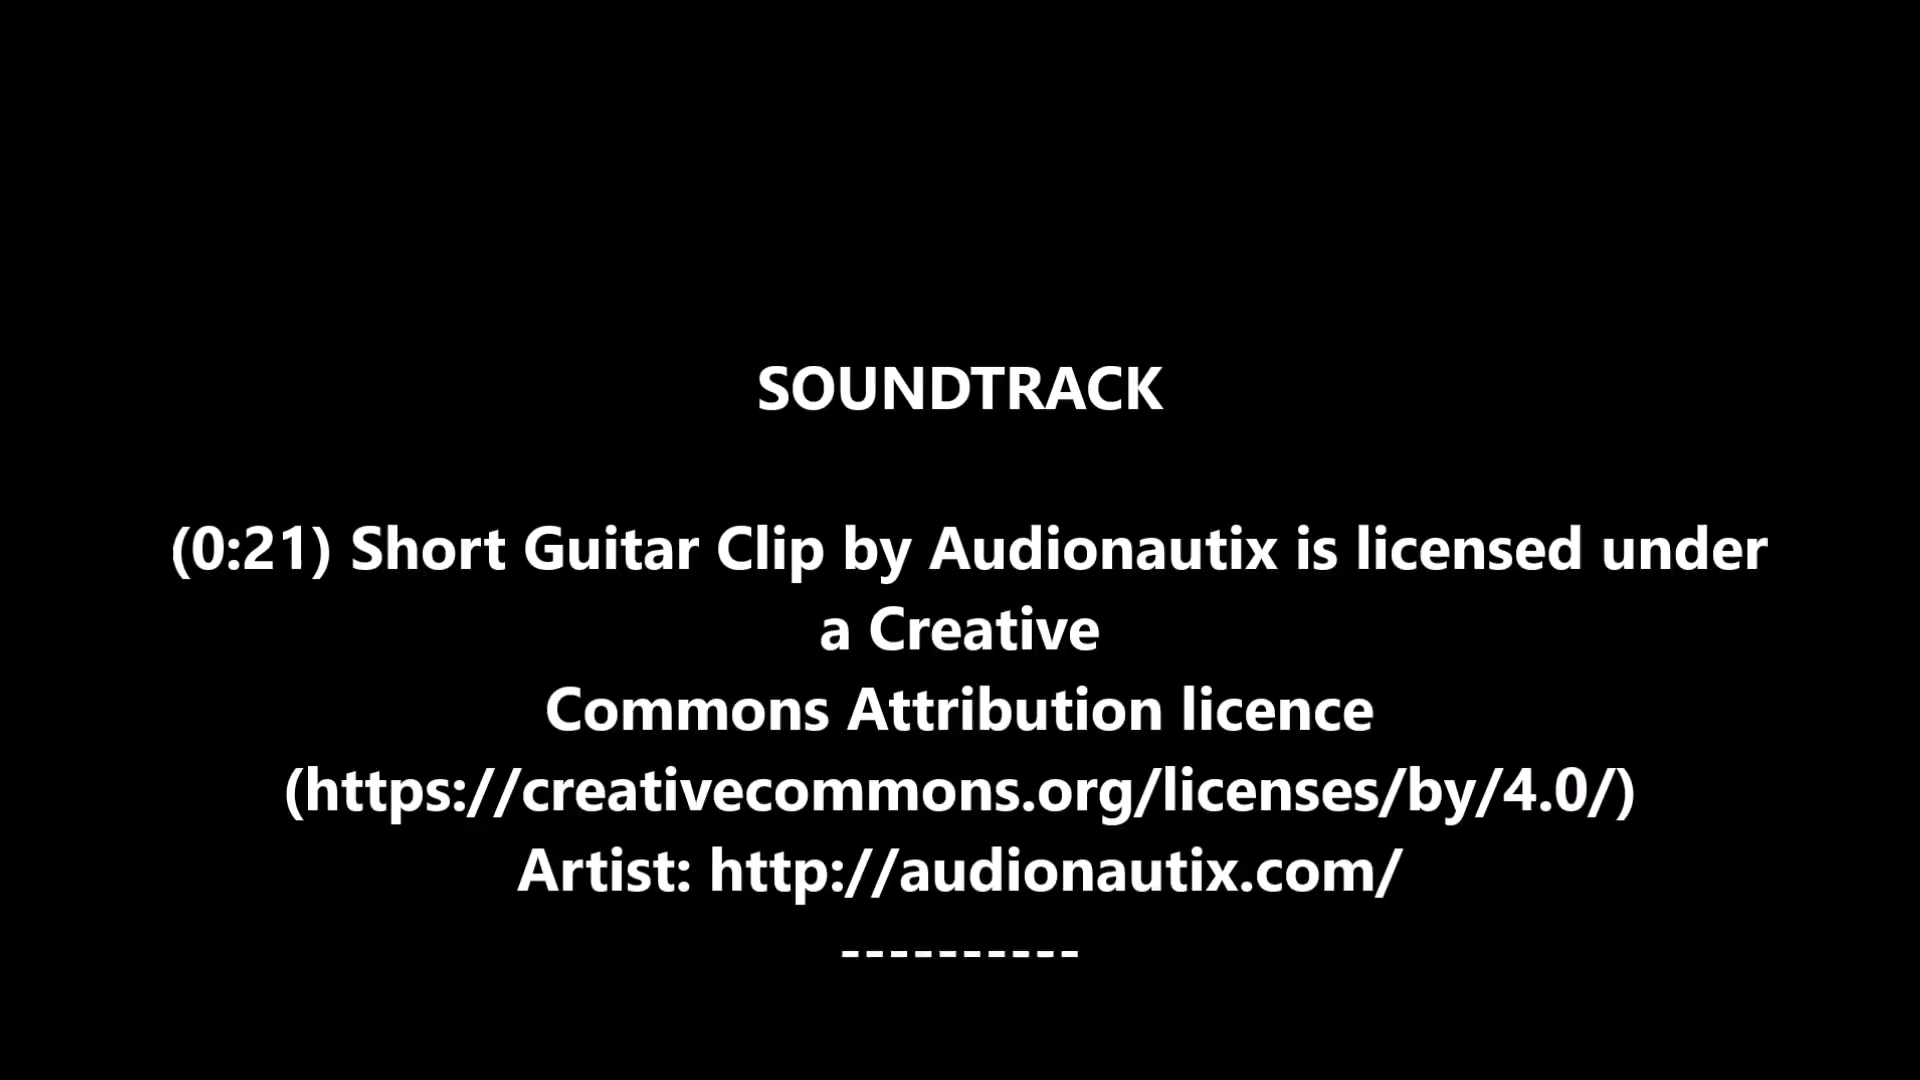 SOUNDTRACK
(0:21) Short Guitar Clip by Audionautix is licensed under
a Creative
Commons Attribution licence
(https://creativecommons.org/licenses/by/4.0/)
Artist: http://audionautix.com/
----------